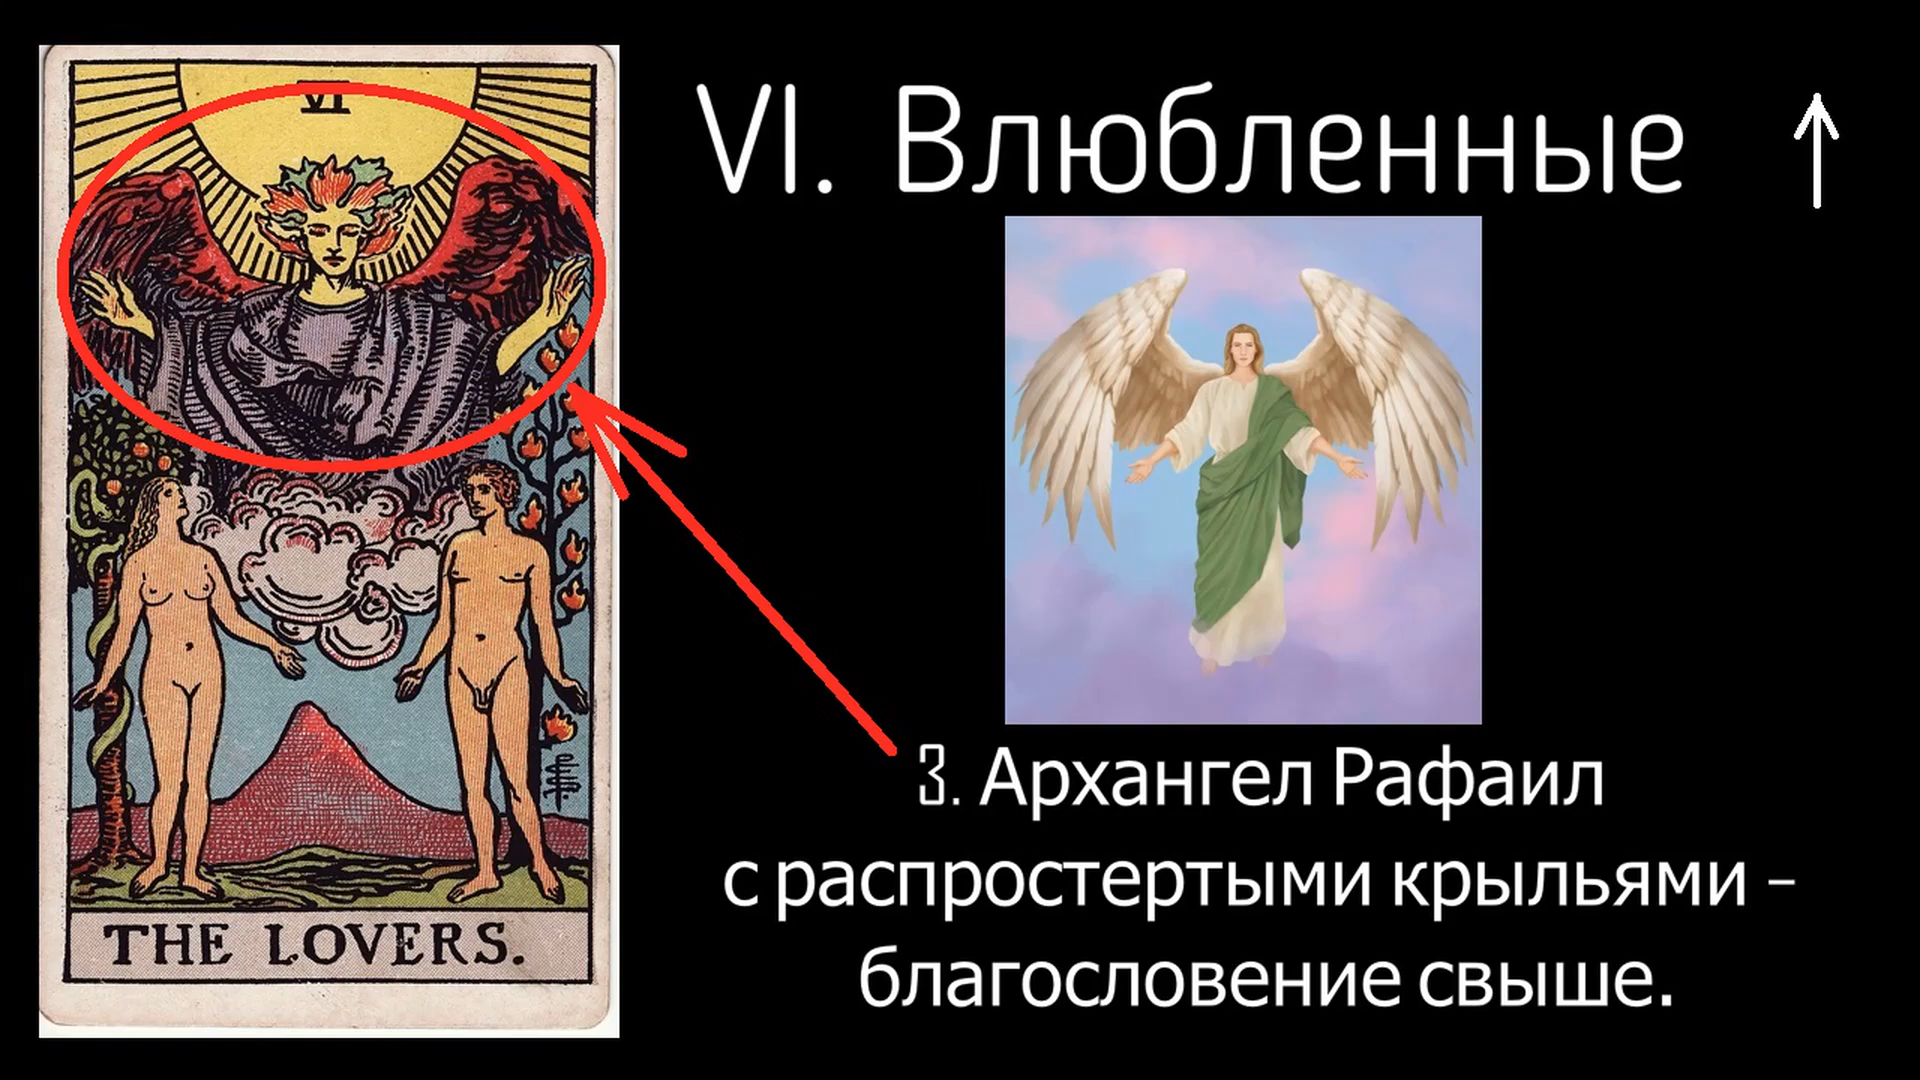 VI
THE LOVERS.
VI. Влюбленные
3. Архангел Рафаил
с распростертыми крыльями -
благословение свыше.